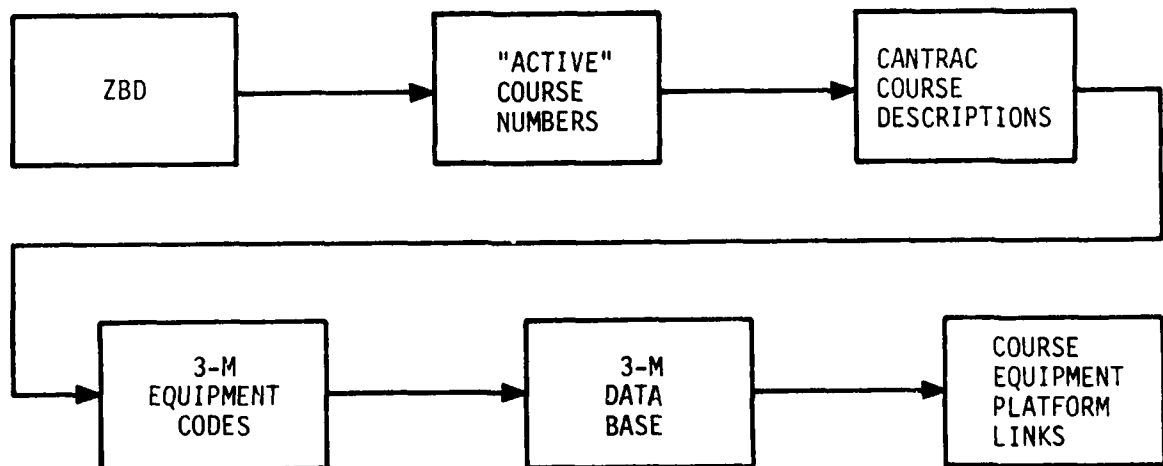 ZBD
"ACTIVE"
COURSE
NUMBERS
CANTRAC
COURSE
DESCRIPTIONS
3-M
EQUIPMENT
CODES
3-M
DATA
BASE
COURSE
EQUIPMENT
PLATFORM
LINKS